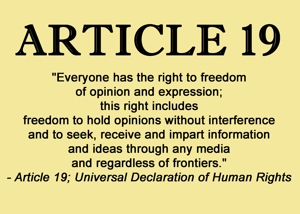 ARTICLE 19
"Everyone has the right to freedom
of opinion and expression;
this right includes
freedom to hold opinions without interference
and to seek, receive and impart information
and ideas through any media
and regardless of frontiers."
- Article 19; Universal Declaration of Human Rights